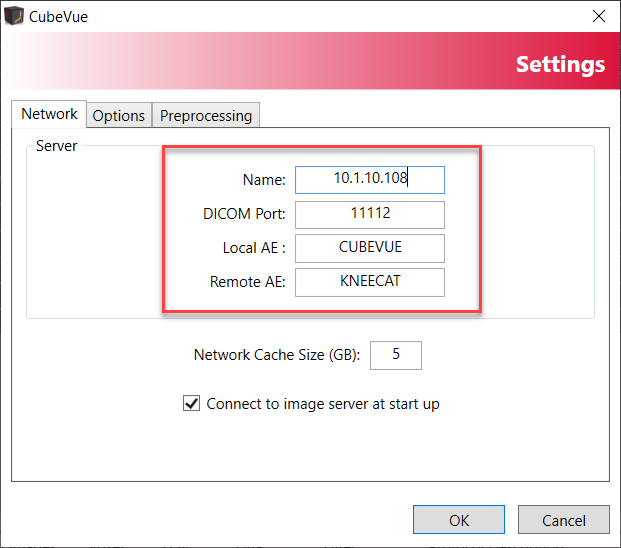 CubeVue
Settings
Network Options Preprocessing
Server
Name: 10.1.10.108
DICOM Port: 11112
Local AE : CUBEVUE
Remote AE: KNEECAT
Network Cache Size (GB): 5
Connect to image server at start up
OK Cancel